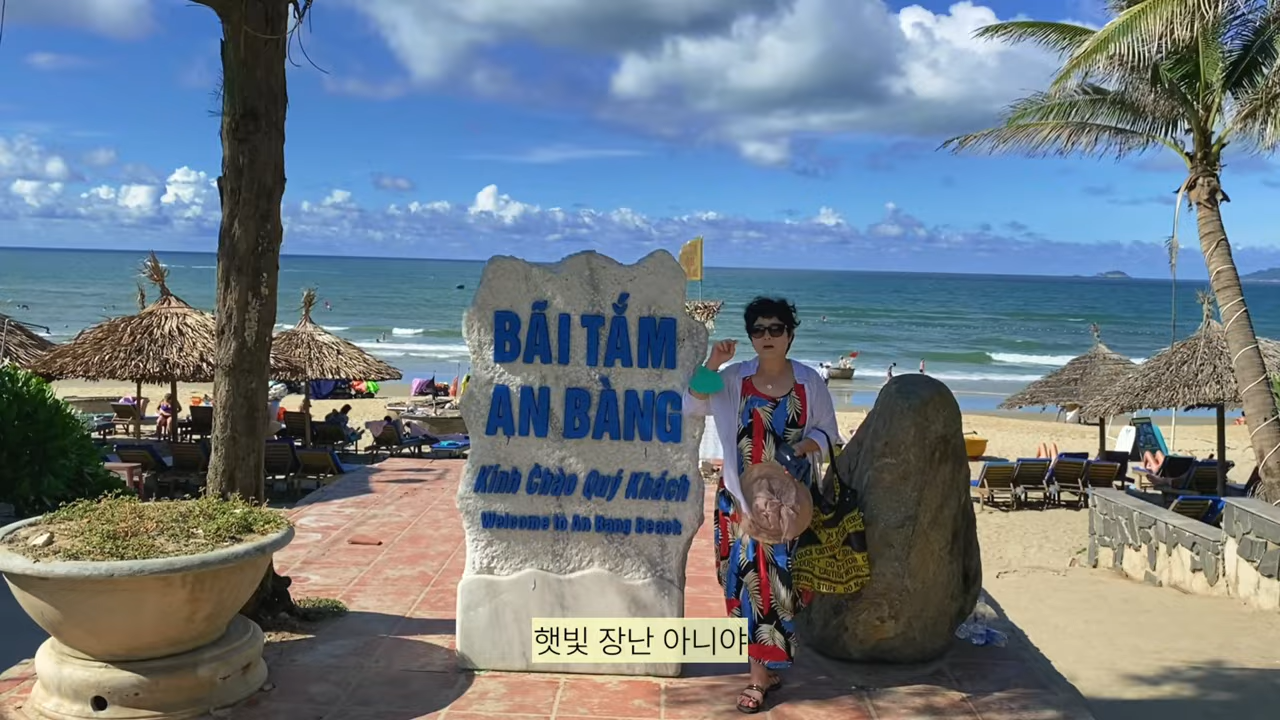 BÃI TẮM
AN BÀNG
Kính Chào Quý Khách
Welcome to An Bang Beach
햇빛 장난 아니야